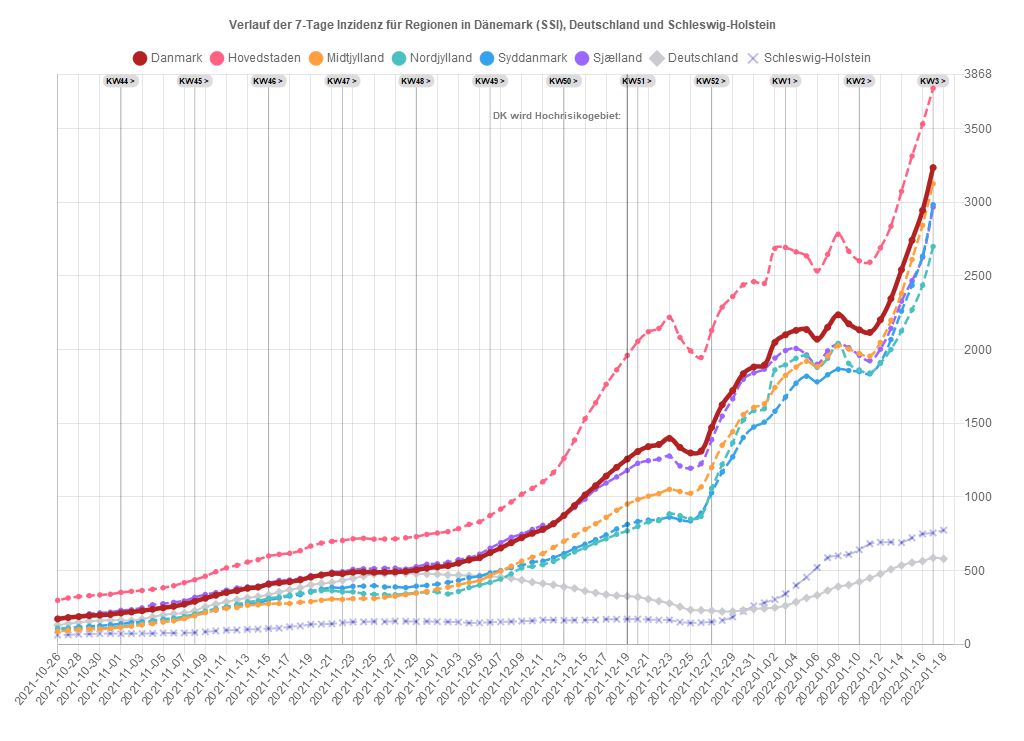 Verlauf der 7-Tage Inzidenz für Regionen in Dänemark (SSI), Deutschland und Schleswig-Holstein
Danmark Hovedstaden Midtjylland Nordjylland Syddanmark Sjælland Deutschland Schleswig-Holstein
KW44 > KW45 > KW46 > KW47 > KW48 > KW49 > KW50 > KW51 > KW52 > KW1 > KW2 > KW3 >
DK wird Hochrisikogebiet:
3868
3500
3000
2500
2000
1500
1000
500
0
2021-10-26 2021-10-28 2021-10-30 2021-11-01 2021-11-03 2021-11-05 2021-11-07 2021-11-09 2021-11-11 2021-11-13 2021-11-15 2021-11-17 2021-11-19 2021-11-21 2021-11-23 2021-11-25 2021-11-27 2021-11-29 2021-12-01 2021-12-03 2021-12-05 2021-12-07 2021-12-09 2021-12-11 2021-12-13 2021-12-15 2021-12-17 2021-12-19 2021-12-21 2021-12-23 2021-12-25 2021-12-27 2021-12-29 2021-12-31 2022-01-02 2022-01-04 2022-01-06 2022-01-08 2022-01-10 2022-01-12 2022-01-14 2022-01-16 2022-01-18